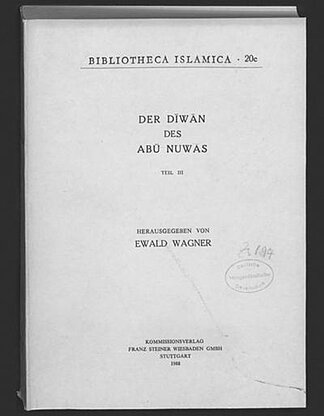 BIBLIOTHECA ISLAMICA · 20c
DER DĪWĀN
DES
ABŪ NUWĀS
TEIL III
HERAUSGEGEBEN VON
EWALD WAGNER
KOMMISSIONSVERLAG
FRANZ STEINER WIESBADEN GMBH
STUTTGART
1988